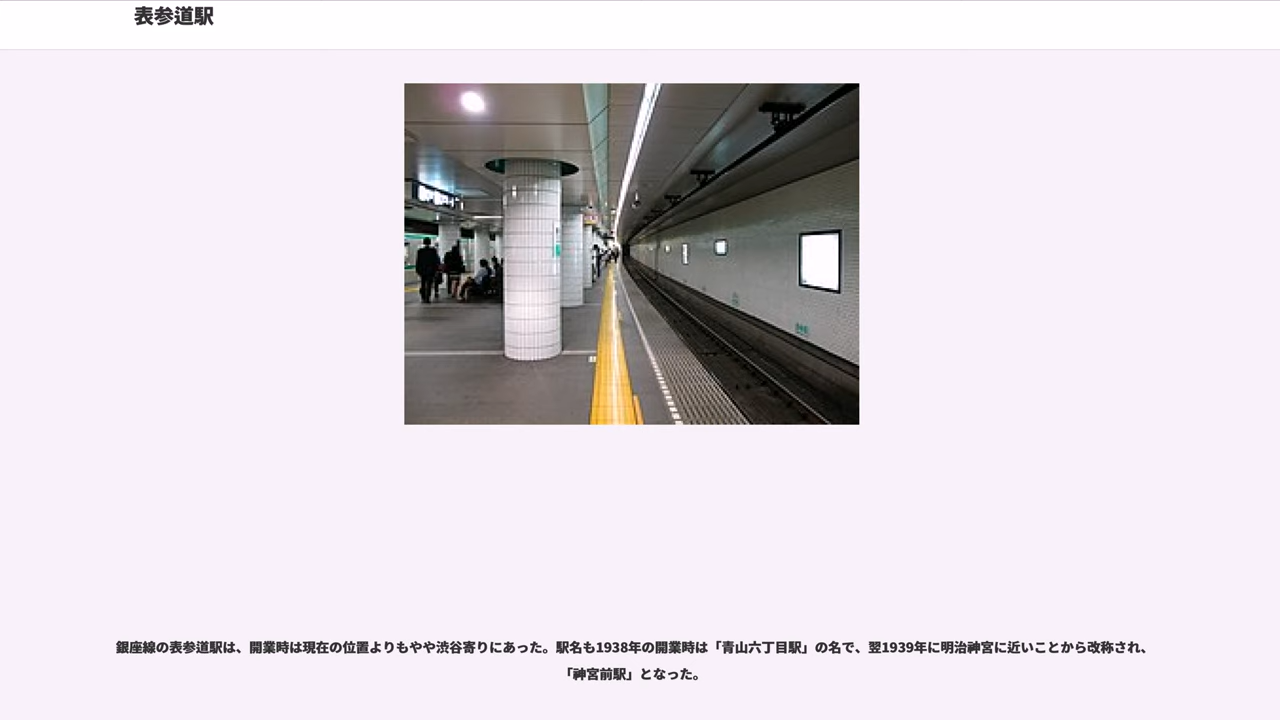 表参道駅
銀座線の表参道駅は、開業時は現在の位置よりもやや渋谷寄りにあった。駅名も1938年の開業時は「青山六丁目駅」の名で、翌1939年に明治神宮に近いことから改称され、
「神宮前駅」となった。